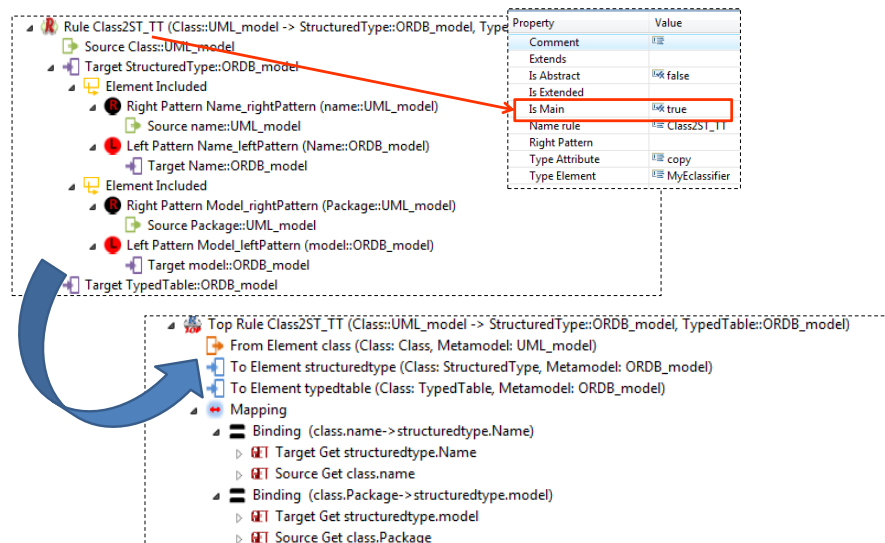 Rule Class2ST_TT (Class::UML_model -> StructuredType::ORDB_model, Type
Source Class::UML_model
Target StructuredType::ORDB_model
Element Included
R Right Pattern Name_rightPattern (name::UML_model)
Source name::UML_model
L Left Pattern Name_leftPattern (Name::ORDB_model)
Target Name::ORDB_model
Element Included
R Right Pattern Model_rightPattern (Package::UML_model)
Source Package::UML_model
L Left Pattern Model_leftPattern (model::ORDB_model)
Target model::ORDB_model
Target TypedTable::ORDB_model
Property Value
Comment
Extends
Is Abstract false
Is Extended
Is Main true
Name rule Class2ST_TT
Right Pattern
Type Attribute copy
Type Element MyEclassifier
TOP Top Rule Class2ST_TT (Class::UML_model -> StructuredType::ORDB_model, TypedTable::ORDB_model)
From Element class (Class: Class, Metamodel: UML_model)
To Element structuredtype (Class: StructuredType, Metamodel: ORDB_model)
To Element typedtable (Class: TypedTable, Metamodel: ORDB_model)
Mapping
Binding (class.name->structuredtype.Name)
GET Target Get structuredtype.Name
GET Source Get class.name
Binding (class.Package->structuredtype.model)
GET Target Get structuredtype.model
GET Source Get class.Package